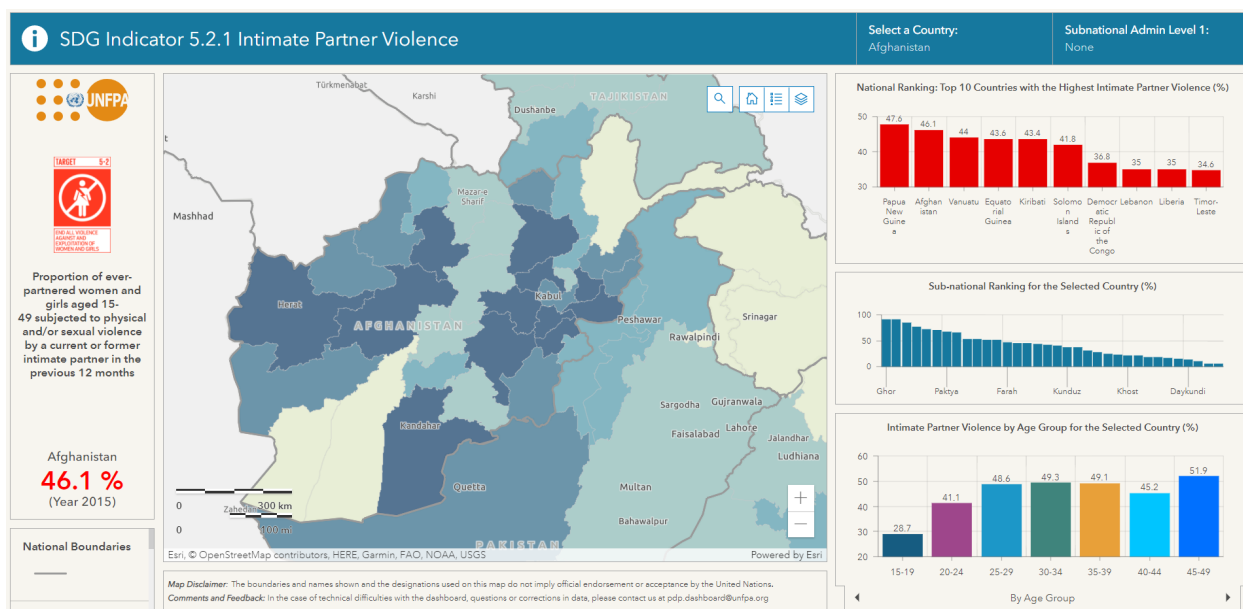 SDG Indicator 5.2.1 Intimate Partner Violence
Select a Country:
Afghanistan
Subnational Admin Level 1:
None
UNFPA
TARGET 5-2
END ALL VIOLENCE
AGAINST AND
EXPLOITATION OF
WOMEN AND GIRLS
Proportion of ever-
partnered women and
girls aged 15-
49 subjected to physical
and/or sexual violence
by a current or former
intimate partner in the
previous 12 months
Afghanistan
46.1 %
(Year 2015)
National Boundaries
Türkmenabat
Karshi
Dushanbe
TAJIKISTAN
Mazar-e
Sharif
Mashhad
Herat
Kabul
AFGHANISTAN
Peshawar
Srinagar
Rawalpindi
Kandahar
Sargodha
Gujranwala
Faisalabad
Lahore
Jalandhar
Ludhiana
Quetta
Multan
Zahedan
Bahawalpur
PAKISTAN
0 300 km
0 100 mi
+
−
Esri, © OpenStreetMap contributors, HERE, Garmin, FAO, NOAA, USGS
Powered by Esri
Map Disclaimer: The boundaries and names shown and the designations used on this map do not imply official endorsement or acceptance by the United Nations.
Comments and Feedback: In the case of technical difficulties with the dashboard, questions or corrections in data, please contact us at pdp.dashboard@unfpa.org
National Ranking: Top 10 Countries with the Highest Intimate Partner Violence (%)
50
40
30
47.6
46.1
44
43.6
43.4
41.8
36.8
35
35
34.6
Papua
New
Guine
a
Afghan
istan
Vanuatu
Equato
rial
Guinea
Kiribati
Solomo
n
Island
s
Democr
atic
Republ
ic of
the
Congo
Lebanon
Liberia
Timor-
Leste
Sub-national Ranking for the Selected Country (%)
100
50
0
Ghor
Paktya
Farah
Kunduz
Khost
Daykundi
Intimate Partner Violence by Age Group for the Selected Country (%)
60
50
40
30
20
28.7
41.1
48.6
49.3
49.1
45.2
51.9
15-19
20-24
25-29
30-34
35-39
40-44
45-49
By Age Group